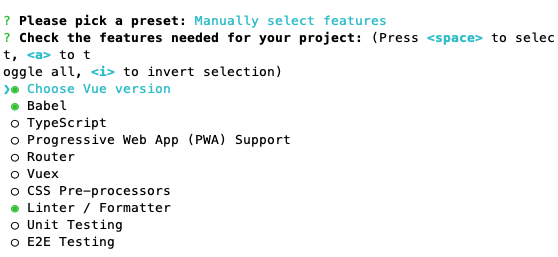 ? Please pick a preset: Manually select features
? Check the features needed for your project: (Press <space> to selec
t, <a> to t
oggle all, <i> to invert selection)
❯◉ Choose Vue version
◉ Babel
◯ TypeScript
◯ Progressive Web App (PWA) Support
◯ Router
◯ Vuex
◯ CSS Pre-processors
◉ Linter / Formatter
◯ Unit Testing
◯ E2E Testing